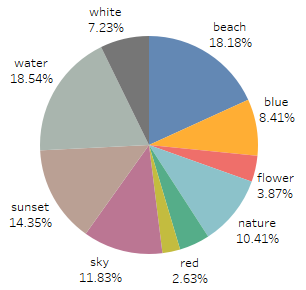 white
7.23%
beach
18.18%
water
18.54%
blue
8.41%
flower
3.87%
sunset
14.35%
nature
10.41%
sky
11.83%
red
2.63%